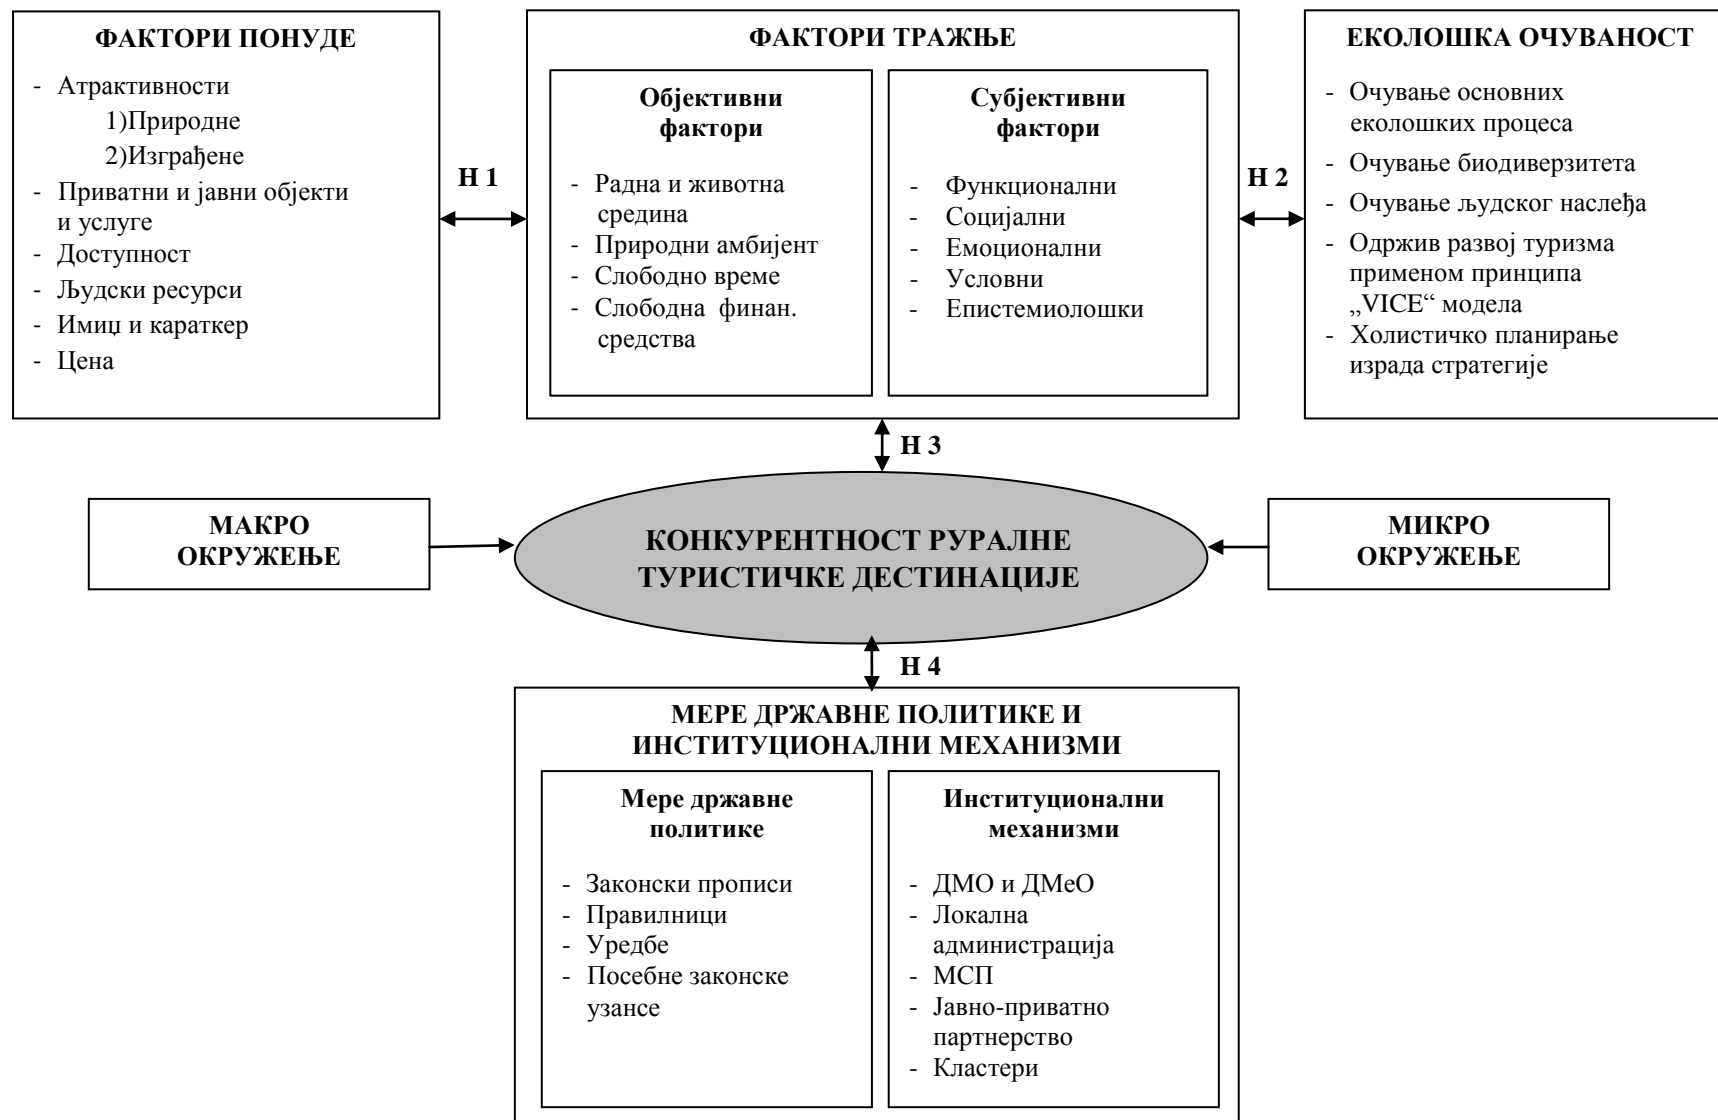 ФАКТОРИ ПОНУДЕ
- Атрактивности
1)Природне
2)Изграђене
- Приватни и јавни објекти
и услуге
- Доступност
- Људски ресурси
- Имиџ и караткер
- Цена
Н 1
ФАКТОРИ ТРАЖЊЕ
Објективни
фактори
- Радна и животна
средина
- Природни амбијент
- Слободно време
- Слободна финан.
средства
Субјективни
фактори
- Функционални
- Социјални
- Емоционални
- Условни
- Епистемиолошки
Н 2
ЕКОЛОШКА ОЧУВАНОСТ
- Очување основних
еколошких процеса
- Очување биодиверзитета
- Очување људског наслеђа
- Одржив развој туризма
применом принципа
„VICE“ модела
- Холистичко планирање
израда стратегије
Н 3
МАКРО
ОКРУЖЕЊЕ
КОНКУРЕНТНОСТ РУРАЛНЕ
ТУРИСТИЧКЕ ДЕСТИНАЦИЈЕ
МИКРО
ОКРУЖЕЊЕ
Н 4
МЕРЕ ДРЖАВНЕ ПОЛИТИКЕ И
ИНСТИТУЦИОНАЛНИ МЕХАНИЗМИ
Мере државне
политике
- Законски прописи
- Правилници
- Уредбе
- Посебне законске
узансе
Институционални
механизми
- ДМО и ДМеО
- Локална
администрација
- МСП
- Јавно-приватно
партнерство
- Кластери